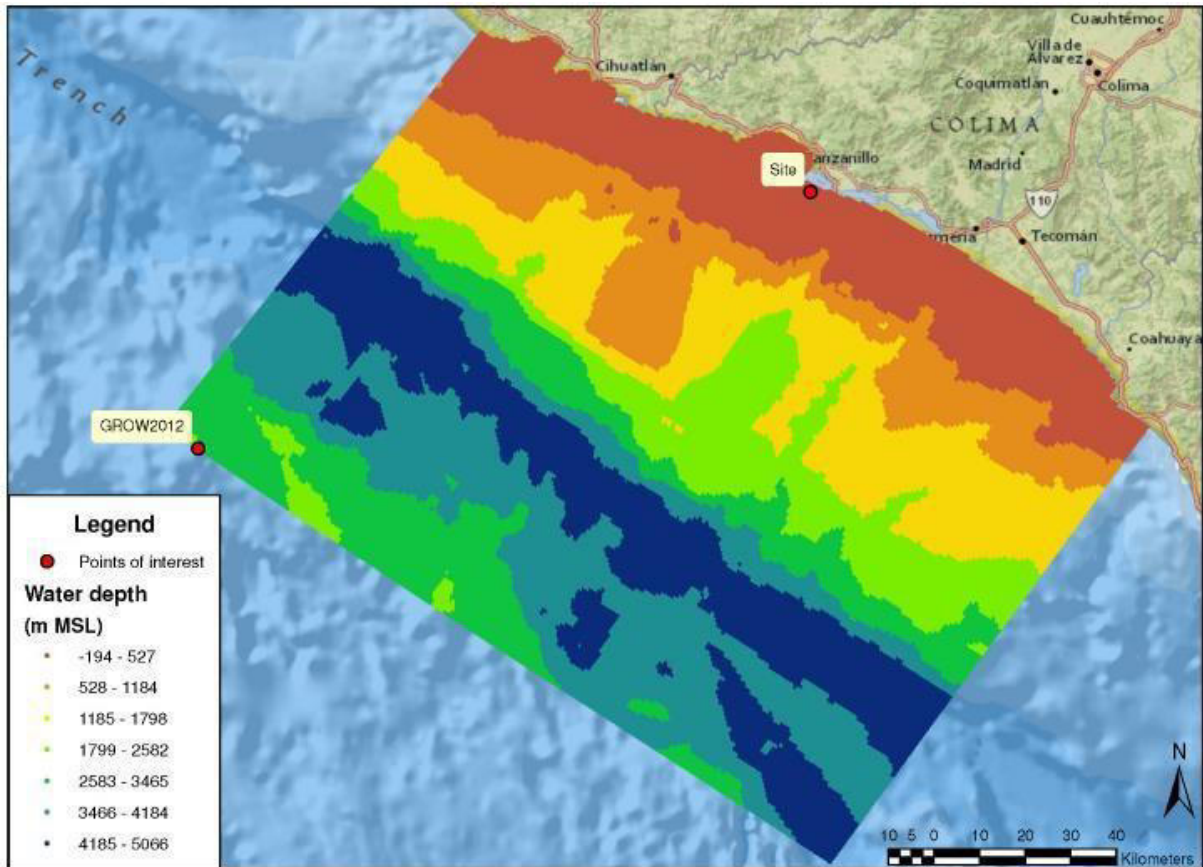 Trench
Cuauhtémoc
Villa de
Álvarez
Cihuatlán
Coquimatlán
Colima
COLIMA
Site
anzanillo
Madrid
110
Tecomán
Coahuaya
GROW2012
Legend
Points of interest
Water depth
(m MSL)
-194 - 527
528 - 1184
1185 - 1798
1799 - 2582
2583 - 3465
3466 - 4184
4185 - 5066
N
10 5 0 10 20 30 40
Kilometers